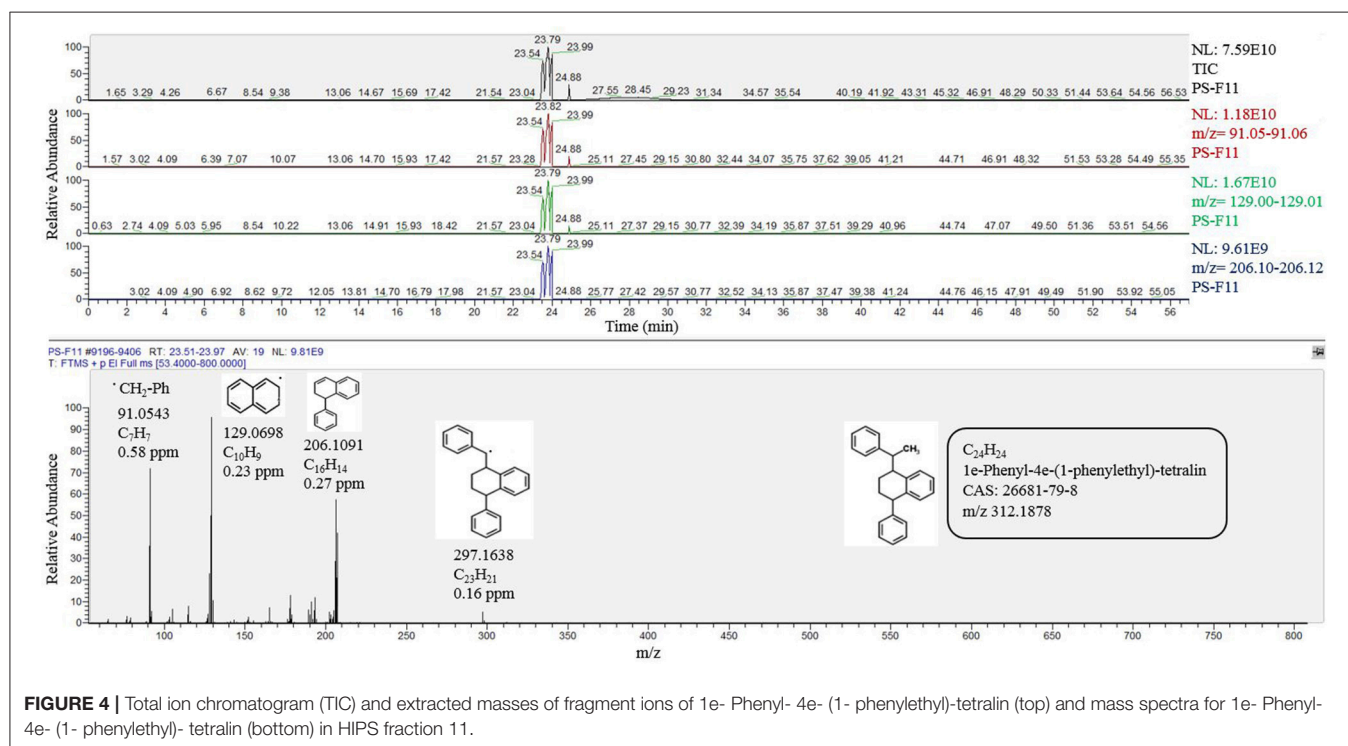 100
50
0
23.79
23.54
23.99
24.88
1.65 3.29 4.26 6.67 8.54 9.38 13.06 14.67 15.69 17.42 21.54 23.04 27.55 28.45 29.23 31.34 34.57 35.54 40.19 41.92 43.31 45.32 46.91 48.29 50.33 51.44 53.64 54.56 56.53
NL: 7.59E10
TIC
PS-F11
100
50
0
23.82
23.54
23.99
24.88
1.57 3.02 4.09 6.39 7.07 10.07 13.06 14.70 15.93 17.42 21.57 23.28 25.11 27.45 29.15 30.80 32.44 34.07 35.75 37.62 39.05 41.21 44.71 46.91 48.32 51.53 53.28 54.49 55.35
NL: 1.18E10
m/z= 91.05-91.06
PS-F11
100
50
0
23.79
23.54
23.99
24.88
0.63 2.74 4.09 5.03 5.95 8.54 10.22 13.06 14.91 15.93 18.42 21.57 23.04 25.11 27.37 29.15 30.77 32.39 34.19 35.87 37.51 39.29 40.96 44.74 47.07 49.50 51.36 53.51 54.56
NL: 1.67E10
m/z= 129.00-129.01
PS-F11
100
50
0
23.79
23.54
23.99
3.02 4.09 4.90 6.92 8.62 9.72 12.05 13.81 14.70 16.79 17.98 21.57 23.04 24.88 25.77 27.42 29.57 30.77 32.52 34.13 35.87 37.47 39.38 41.24 44.76 46.15 47.91 49.49 51.90 53.92 55.05
NL: 9.61E9
m/z= 206.10-206.12
PS-F11
Relative Abundance
0 2 4 6 8 10 12 14 16 18 20 22 24 26 28 30 32 34 36 38 40 42 44 46 48 50 52 54 56
Time (min)
PS-F11 #9196-9406 RT: 23.51-23.97 AV: 19 NL: 9.81E9
T: FTMS + p EI Full ms [53.4000-800.0000]
Relative Abundance
100
90
80
70
60
50
40
30
20
10
0
•CH₂-Ph
91.0543
C₇H₇
0.58 ppm
129.0698
C₁₀H₉
0.23 ppm
206.1091
C₁₆H₁₄
0.27 ppm
297.1638
C₂₃H₂₁
0.16 ppm
CH₃
C₂₄H₂₄
1e-Phenyl-4e-(1-phenylethyl)-tetralin
CAS: 26681-79-8
m/z 312.1878
100 150 200 250 300 350 400 450 500 550 600 650 700 750 800
m/z
FIGURE 4 | Total ion chromatogram (TIC) and extracted masses of fragment ions of 1e- Phenyl- 4e- (1- phenylethyl)-tetralin (top) and mass spectra for 1e- Phenyl-
4e- (1- phenylethyl)- tetralin (bottom) in HIPS fraction 11.